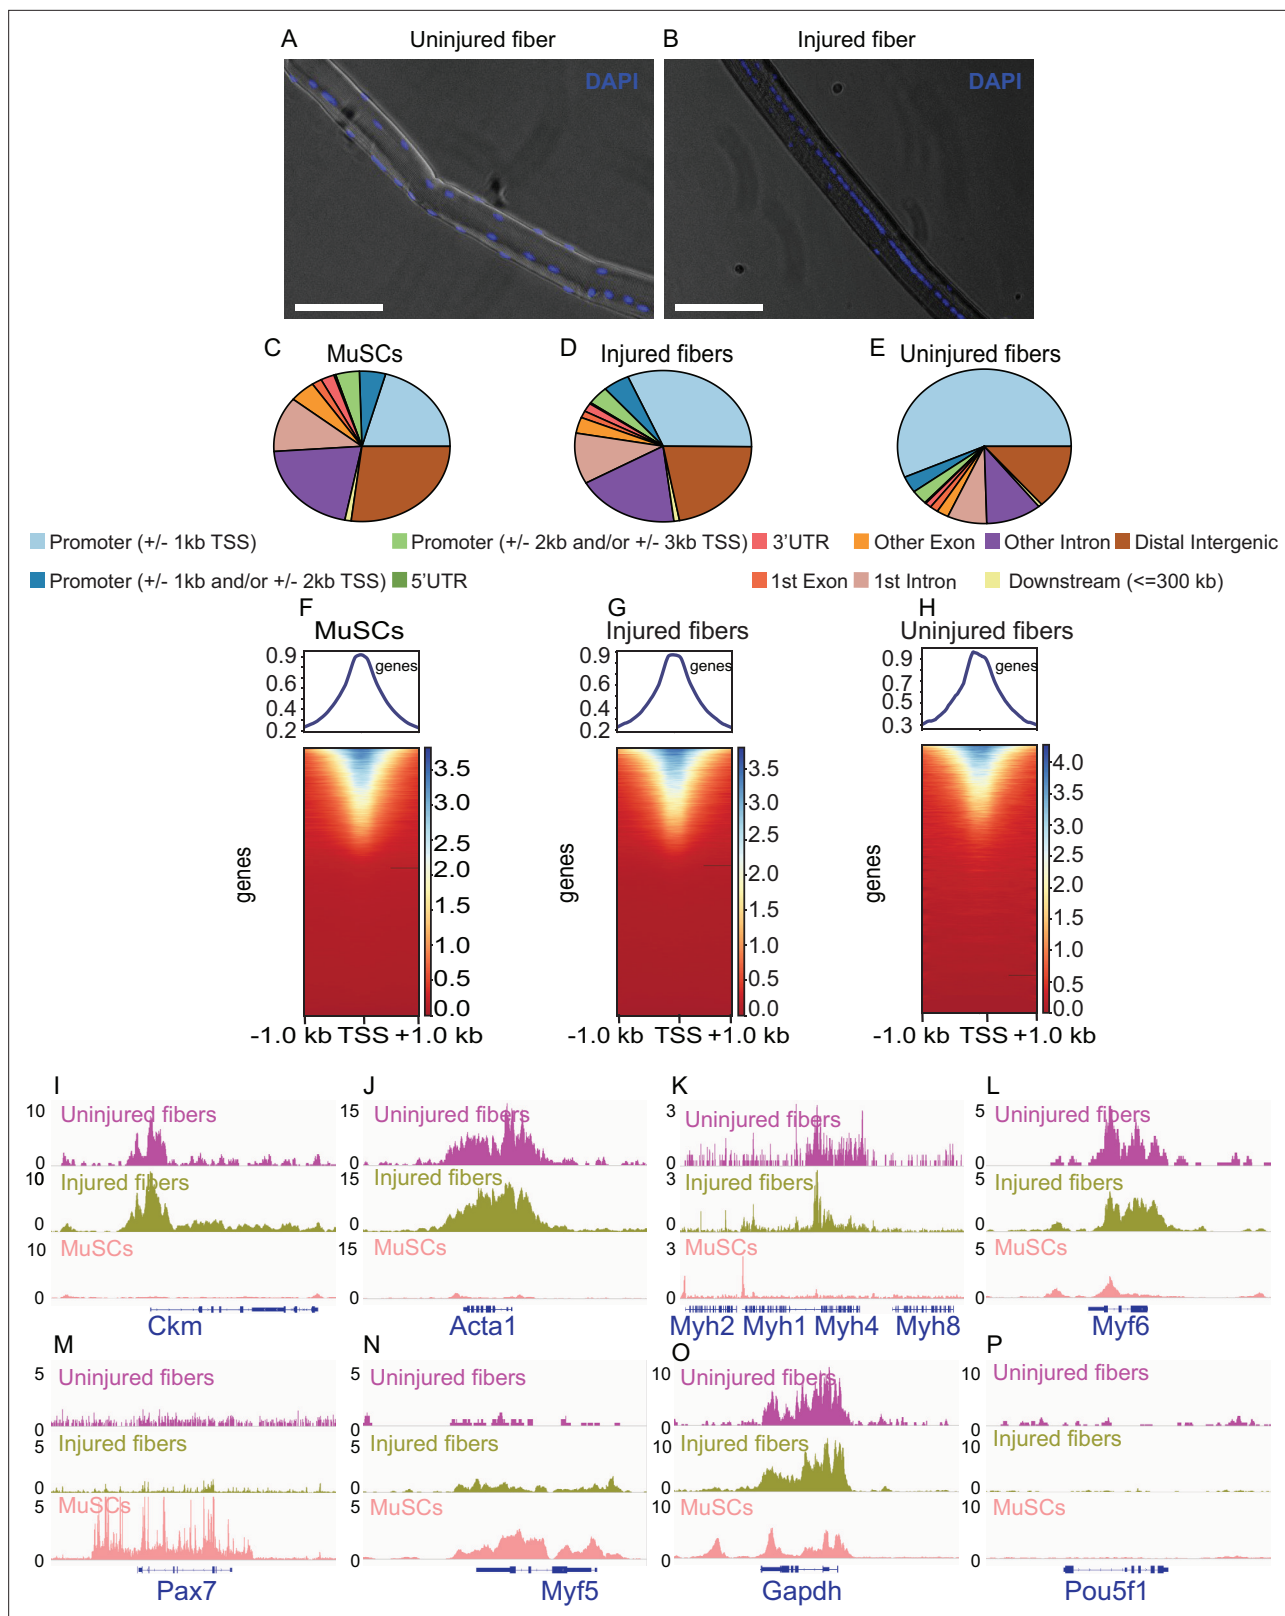 A Uninjured fiber B Injured fiber
DAPI DAPI
C MuSCs D Injured fibers E Uninjured fibers
Promoter (+/- 1kb TSS) Promoter (+/- 2kb and/or +/- 3kb TSS) 3'UTR Other Exon Other Intron Distal Intergenic
Promoter (+/- 1kb and/or +/- 2kb TSS) 5'UTR 1st Exon 1st Intron Downstream (<=300 kb)
F G H
MuSCs Injured fibers Uninjured fibers
0.9 genes 0.9 genes 0.9 genes
0.6 0.6 0.7
0.4 0.4 0.5
0.2 0.2 0.3
3.5 3.5 4.0
3.0 3.0 3.5
2.5 2.5 3.0
2.0 2.0 2.5
genes genes genes
1.5 1.5 2.0
1.0 1.0 1.5
0.5 0.5 1.0
0.0 0.0 0.5
0.0
-1.0 kb TSS +1.0 kb -1.0 kb TSS +1.0 kb -1.0 kb TSS +1.0 kb
I J K L
10 Uninjured fibers 15 Uninjured fibers 3 Uninjured fibers 5 Uninjured fibers
0 0 0 0
10 Injured fibers 15 Injured fibers 3 Injured fibers 5 Injured fibers
0 0 0 0
10 MuSCs 15 MuSCs 3 MuSCs 5 MuSCs
0 0 0 0
Ckm Acta1 Myh2 Myh1 Myh4 Myh8 Myf6
M N O P
5 Uninjured fibers 5 Uninjured fibers 10 Uninjured fibers 10 Uninjured fibers
0 0 0 0
5 Injured fibers 5 Injured fibers 10 Injured fibers 10 Injured fibers
0 0 0 0
5 MuSCs 5 MuSCs 10 MuSCs 10 MuSCs
0 0 0 0
Pax7 Myf5 Gapdh Pou5f1